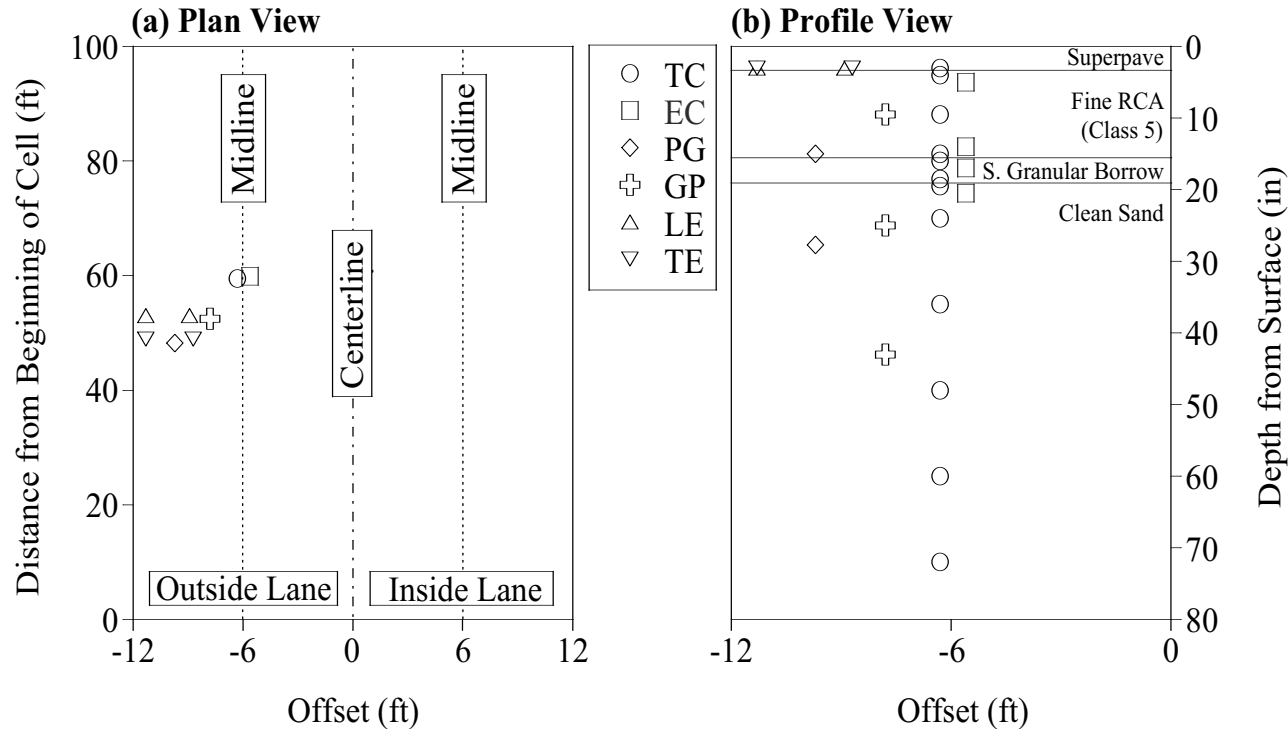 (a) Plan View
(b) Profile View
Distance from Beginning of Cell (ft)
100
80
60
40
20
0
Midline
Centerline
Midline
Outside Lane
Inside Lane
-12
-6
0
6
12
Offset (ft)
TC
EC
PG
GP
LE
TE
Superpave
Fine RCA
(Class 5)
S. Granular Borrow
Clean Sand
0
10
20
30
40
50
60
70
80
Depth from Surface (in)
-12
-6
0
Offset (ft)